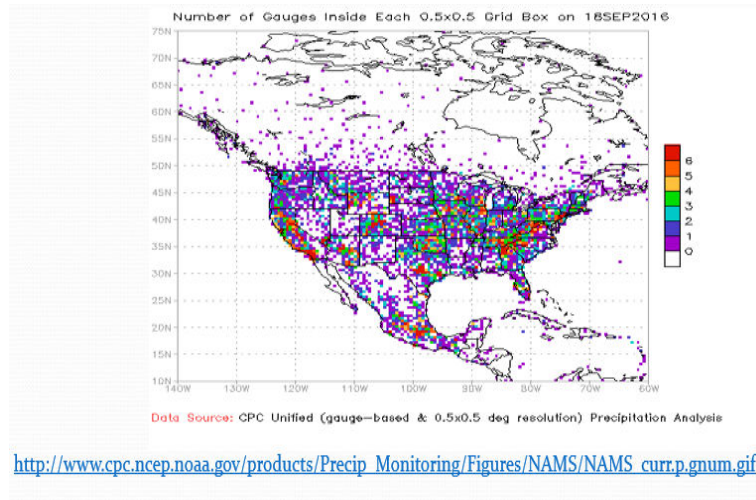 Number of Gauges Inside Each 0.5x0.5 Grid Box on 18SEP2016
75N
70N
65N
60N
55N
50N
45N
40N
35N
30N
25N
20N
15N
10N
140W 130W 120W 110W 100W 90W 80W 70W 60W
6
5
4
3
2
1
0
Data Source: CPC Unified (gauge-based & 0.5x0.5 deg resolution) Precipitation Analysis
http://www.cpc.ncep.noaa.gov/products/Precip_Monitoring/Figures/NAMS/NAMS_curr.p.gnum.gif